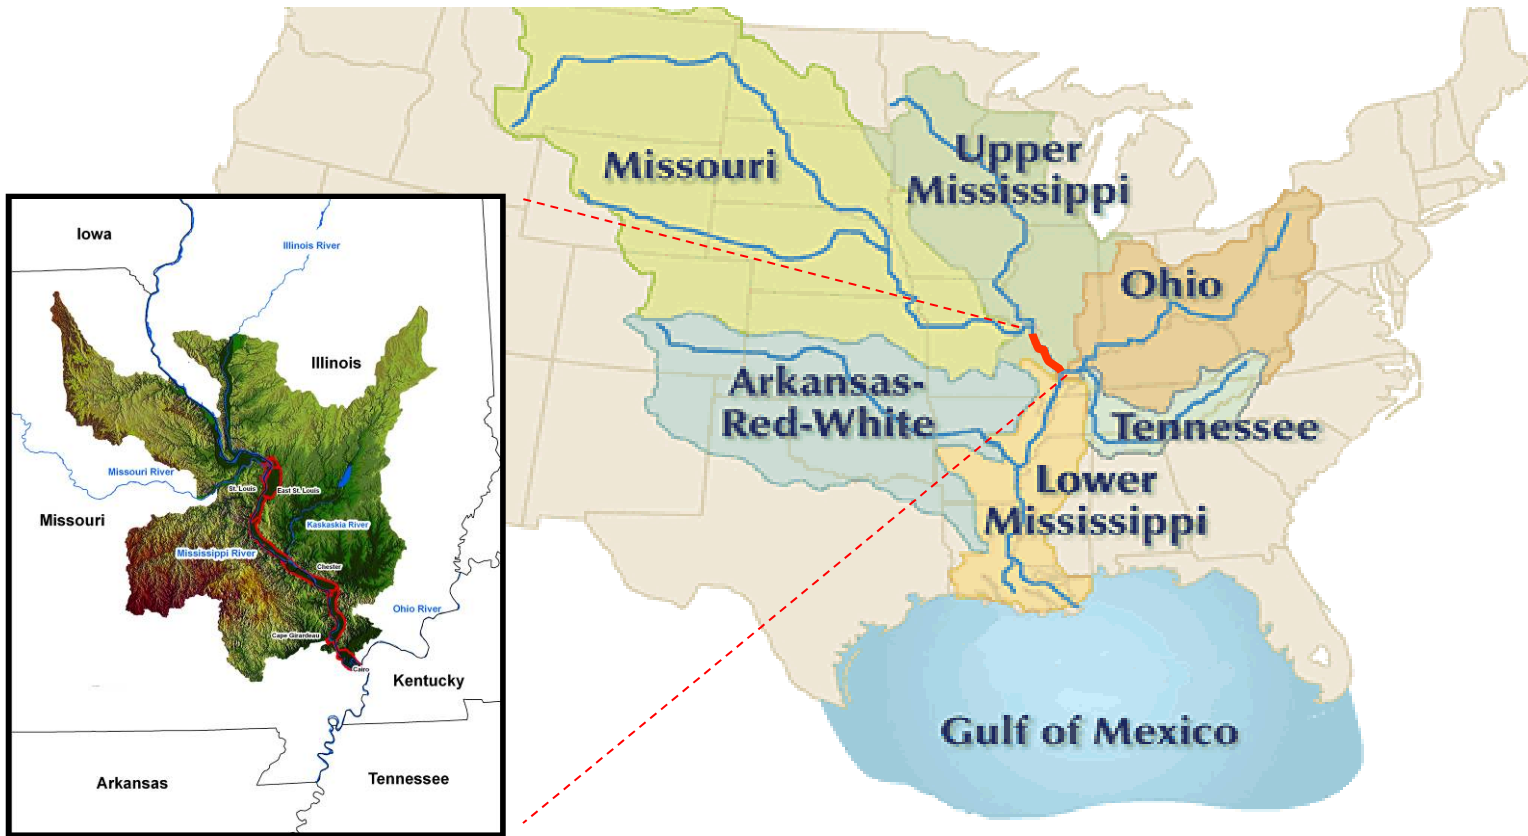 Missouri
Upper
Mississippi
Ohio
Arkansas-
Red-White
Tennessee
Lower
Mississippi
Gulf of Mexico
Iowa
Illinois River
Illinois
Missouri River
St. Louis
East St. Louis
Missouri
Kaskaskia River
Mississippi River
Chester
Ohio River
Cape Girardeau
Cairo
Kentucky
Arkansas
Tennessee